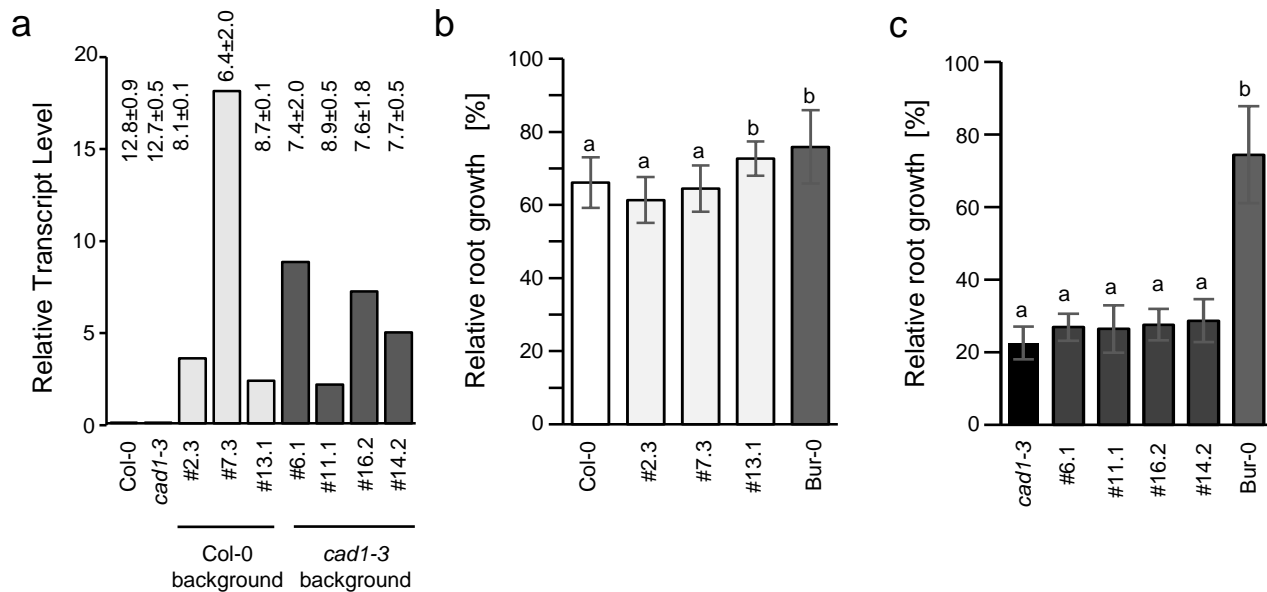 a
Relative Transcript Level
20
15
10
5
0
12.8±0.9
12.7±0.5
8.1±0.1
6.4±2.0
8.7±0.1
7.4±2.0
8.9±0.5
7.6±1.8
7.7±0.5
Col-0
cad1-3
#2.3
#7.3
#13.1
#6.1
#11.1
#16.2
#14.2
Col-0
background
cad1-3
background
b
Relative root growth [%]
100
80
60
40
20
0
a
a
a
b
b
Col-0
#2.3
#7.3
#13.1
Bur-0
c
Relative root growth [%]
100
80
60
40
20
0
a
a
a
a
a
b
cad1-3
#6.1
#11.1
#16.2
#14.2
Bur-0